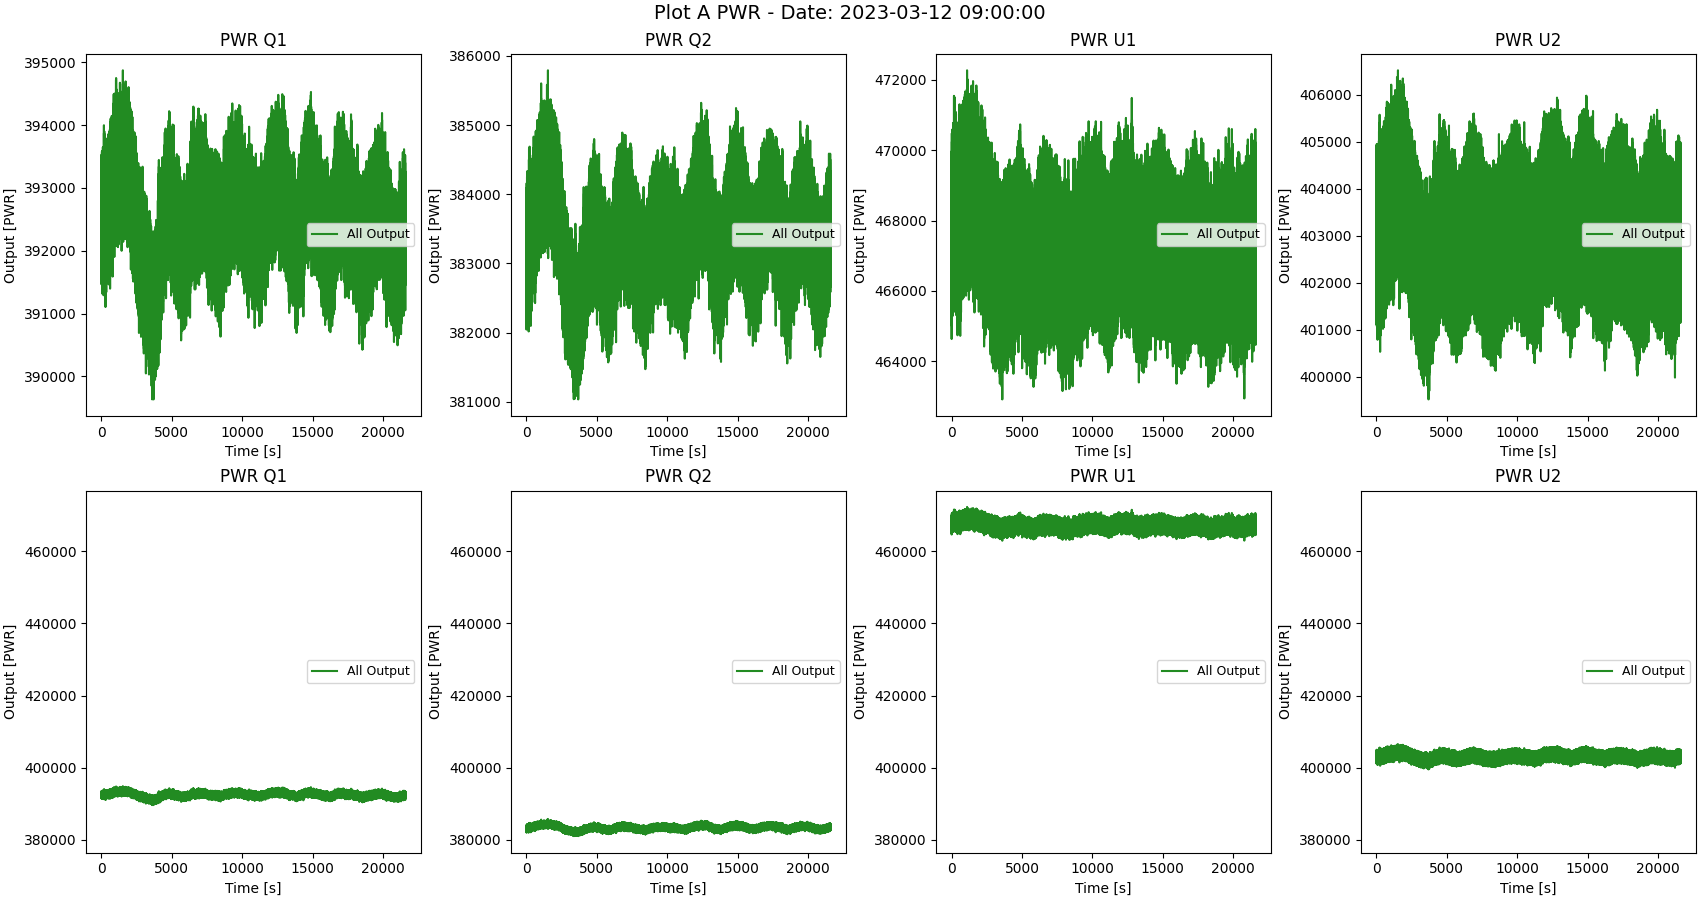 Plot A PWR - Date: 2023-03-12 09:00:00
PWR Q1
PWR Q2
PWR U1
PWR U2
Output [PWR]
395000
394000
393000
392000
391000
390000
All Output
0 5000 10000 15000 20000
Time [s]
Output [PWR]
386000
385000
384000
383000
382000
381000
All Output
0 5000 10000 15000 20000
Time [s]
Output [PWR]
472000
470000
468000
466000
464000
All Output
0 5000 10000 15000 20000
Time [s]
Output [PWR]
406000
405000
404000
403000
402000
401000
400000
All Output
0 5000 10000 15000 20000
Time [s]
PWR Q1
PWR Q2
PWR U1
PWR U2
Output [PWR]
460000
440000
420000
400000
380000
All Output
0 5000 10000 15000 20000
Time [s]
Output [PWR]
460000
440000
420000
400000
380000
All Output
0 5000 10000 15000 20000
Time [s]
Output [PWR]
460000
440000
420000
400000
380000
All Output
0 5000 10000 15000 20000
Time [s]
Output [PWR]
460000
440000
420000
400000
380000
All Output
0 5000 10000 15000 20000
Time [s]